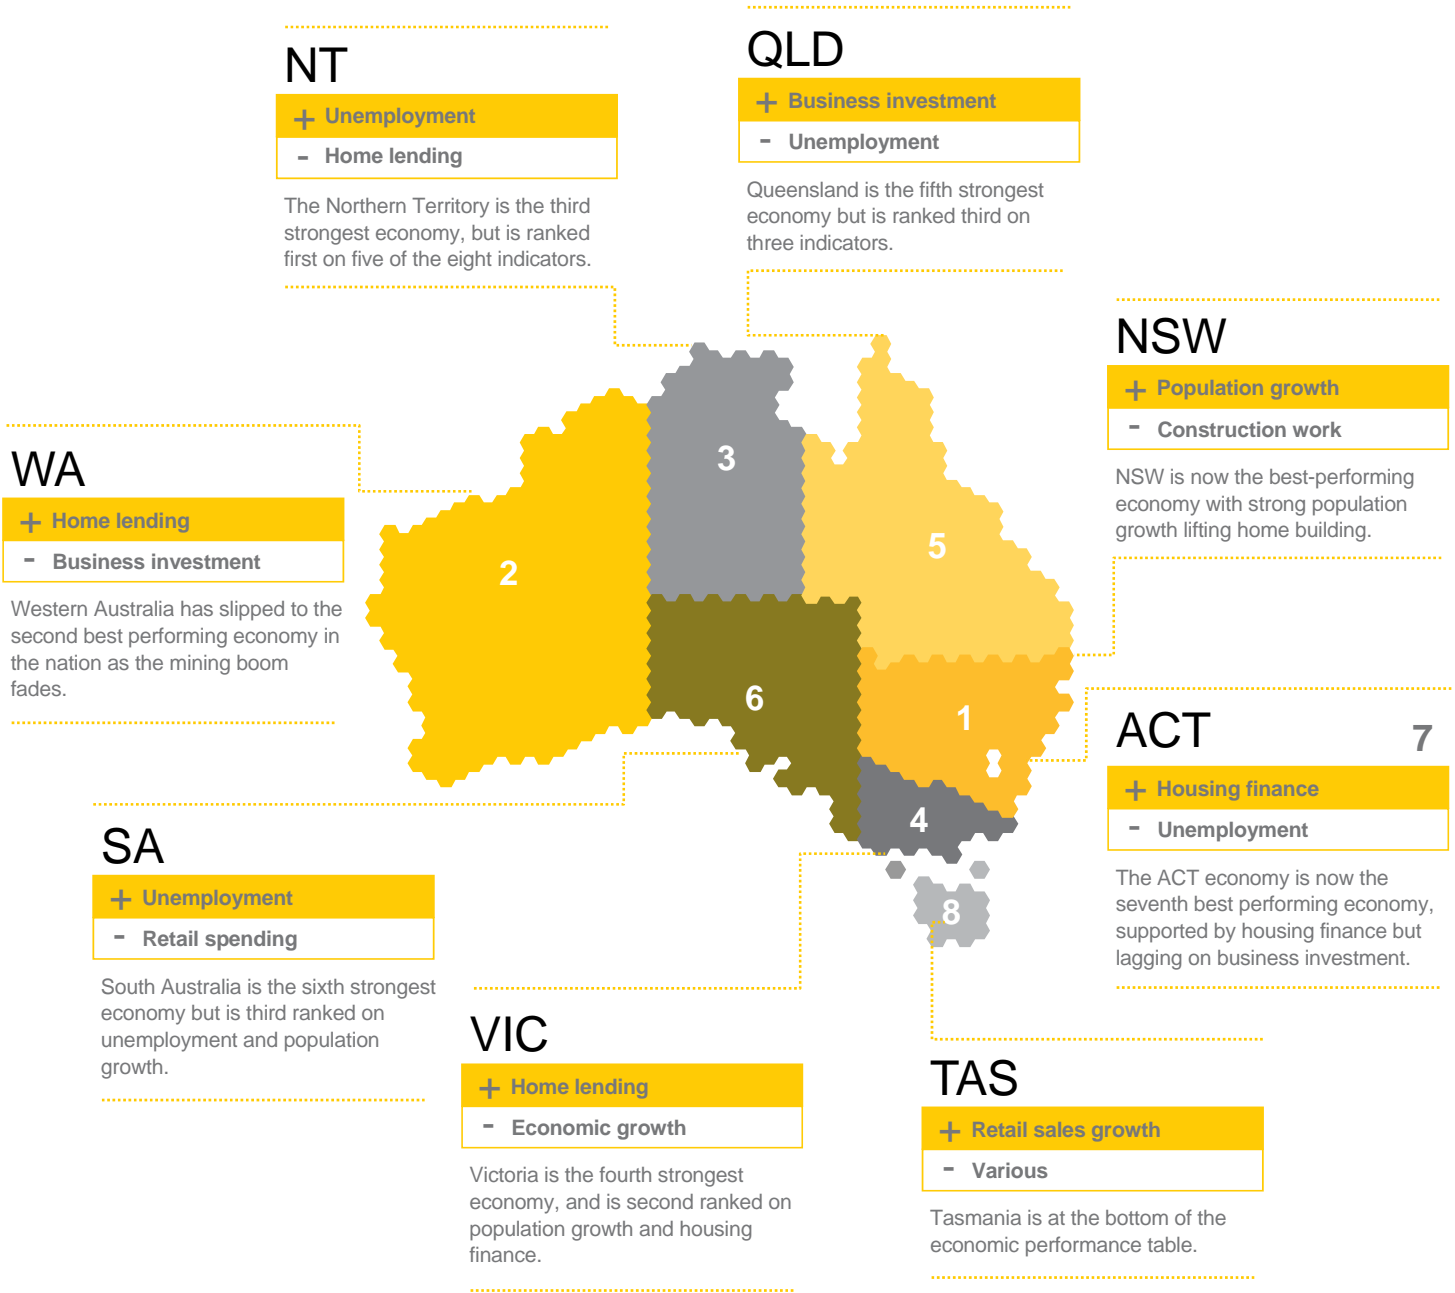 NT
+ Unemployment
- Home lending
The Northern Territory is the third
strongest economy, but is ranked
first on five of the eight indicators.
QLD
+ Business investment
- Unemployment
Queensland is the fifth strongest
economy but is ranked third on
three indicators.
NSW
+ Population growth
- Construction work
NSW is now the best-performing
economy with strong population
growth lifting home building.
WA
+ Home lending
- Business investment
Western Australia has slipped to the
second best performing economy in
the nation as the mining boom
fades.
3
5
2
6
1
4
8
ACT 7
+ Housing finance
- Unemployment
The ACT economy is now the
seventh best performing economy,
supported by housing finance but
lagging on business investment.
SA
+ Unemployment
- Retail spending
South Australia is the sixth strongest
economy but is third ranked on
unemployment and population
growth.
VIC
+ Home lending
- Economic growth
Victoria is the fourth strongest
economy, and is second ranked on
population growth and housing
finance.
TAS
+ Retail sales growth
- Various
Tasmania is at the bottom of the
economic performance table.